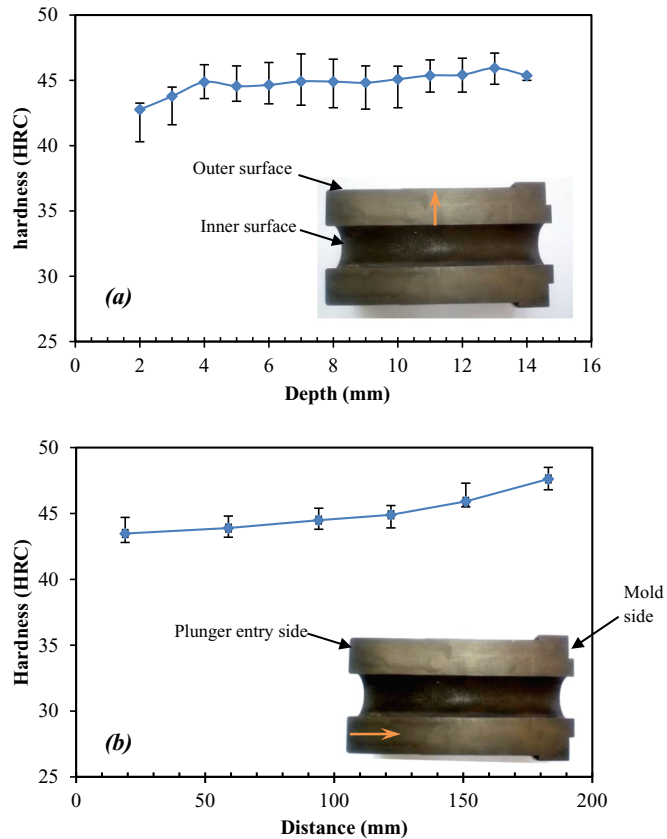 50
45
40
35
30
25
hardness (HRC)
Outer surface
Inner surface
(a)
0 2 4 6 8 10 12 14 16
Depth (mm)
50
45
40
35
30
25
Hardness (HRC)
Mold
side
Plunger entry side
(b)
0 50 100 150 200
Distance (mm)